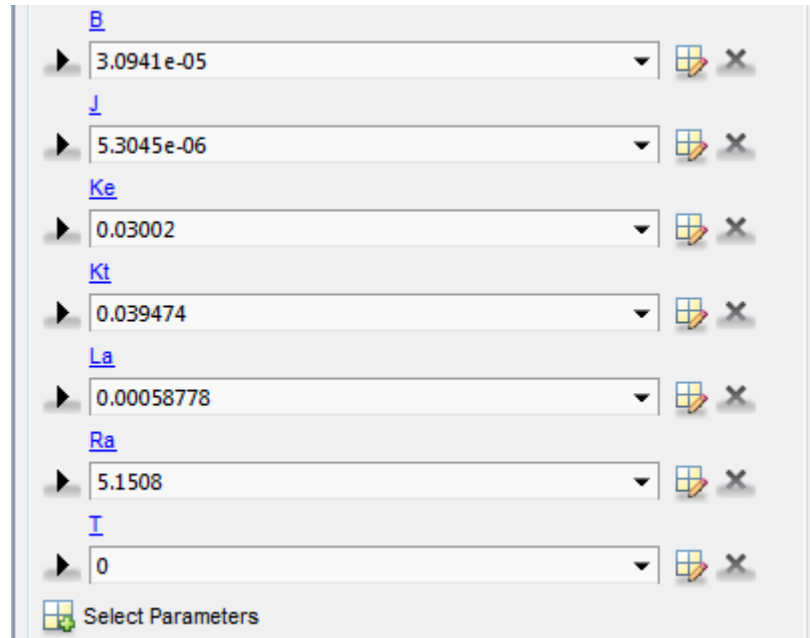 B
3.0941e-05
J
5.3045e-06
Ke
0.03002
Kt
0.039474
La
0.00058778
Ra
5.1508
T
0
Select Parameters